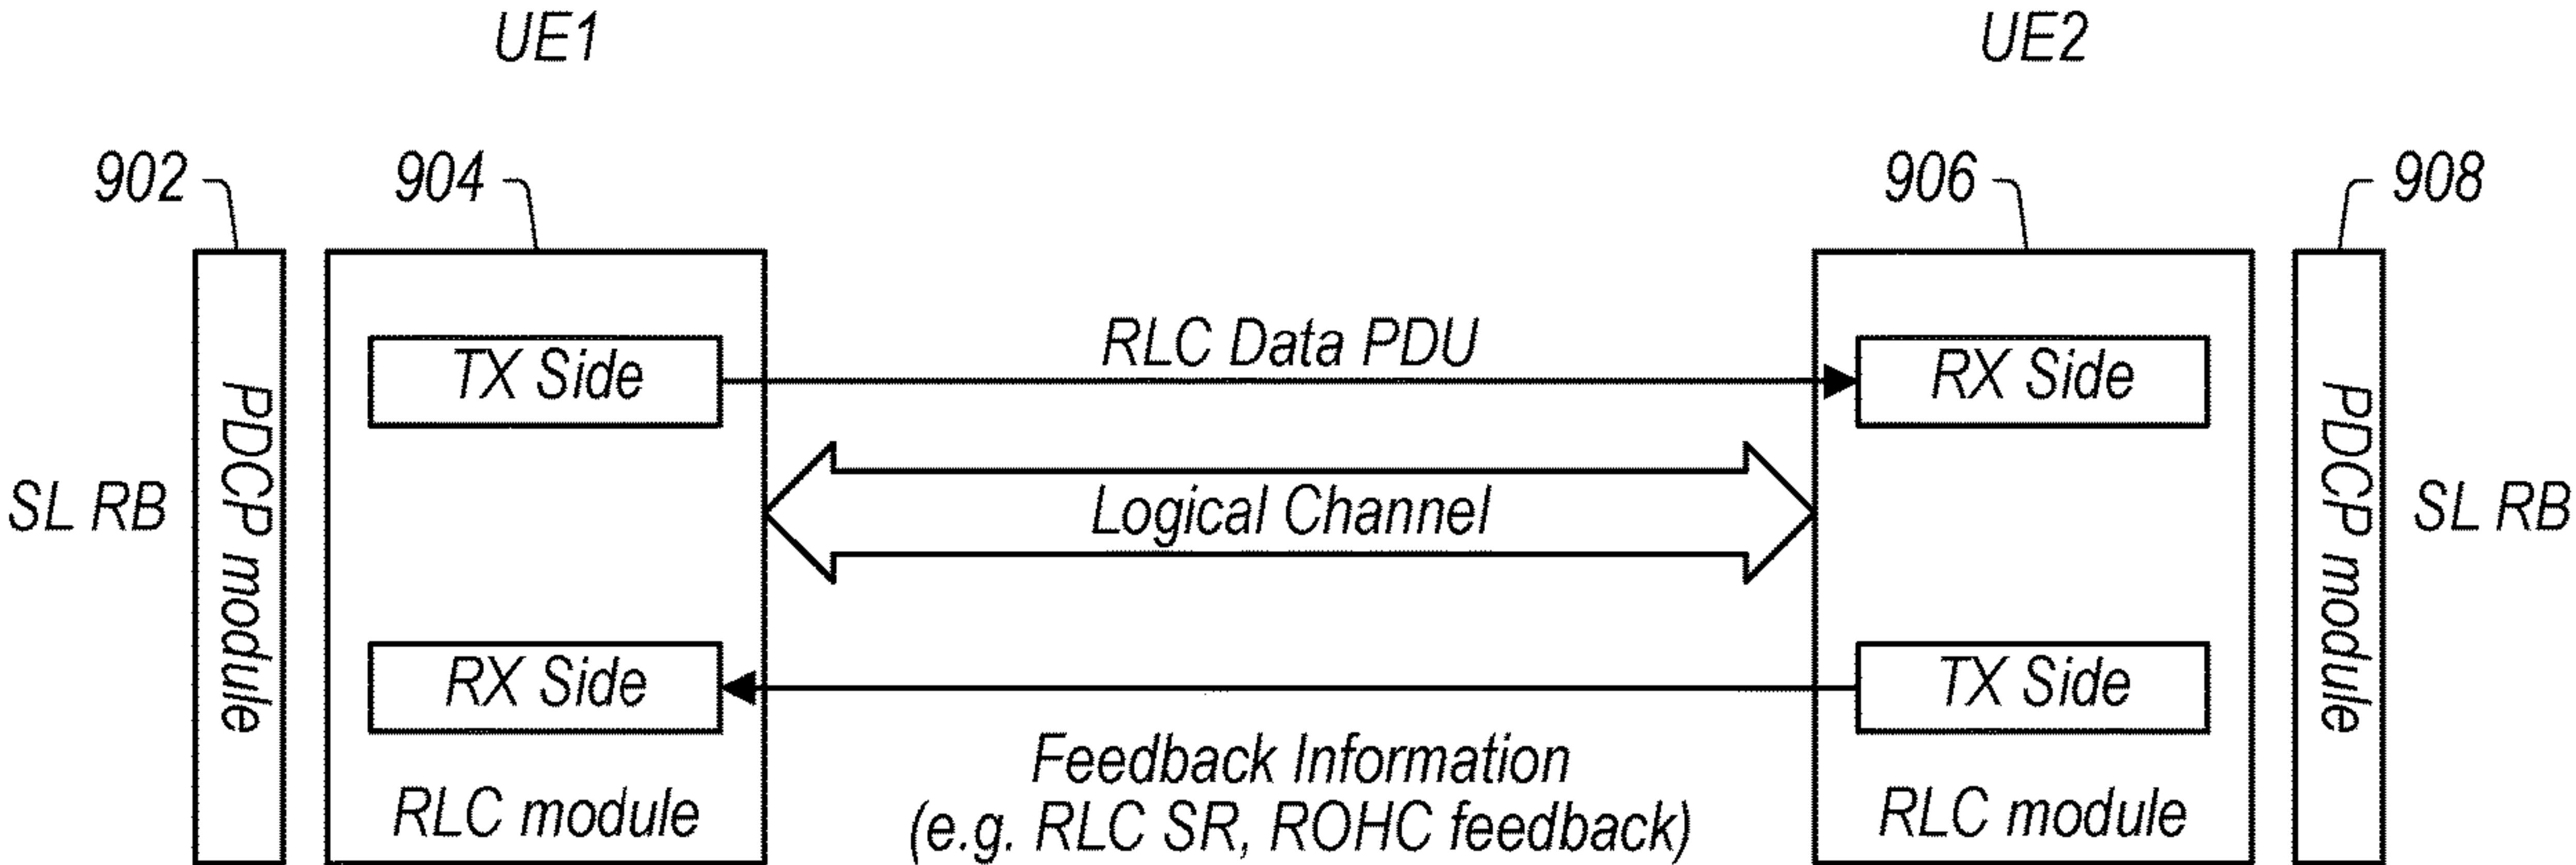 UE1
UE2
902
904
906
908
TX Side
RLC Data PDU
RX Side
SL RB
PDCP module
Logical Channel
PDCP module
SL RB
RX Side
TX Side
Feedback Information
(e.g. RLC SR, ROHC feedback)
RLC module
RLC module